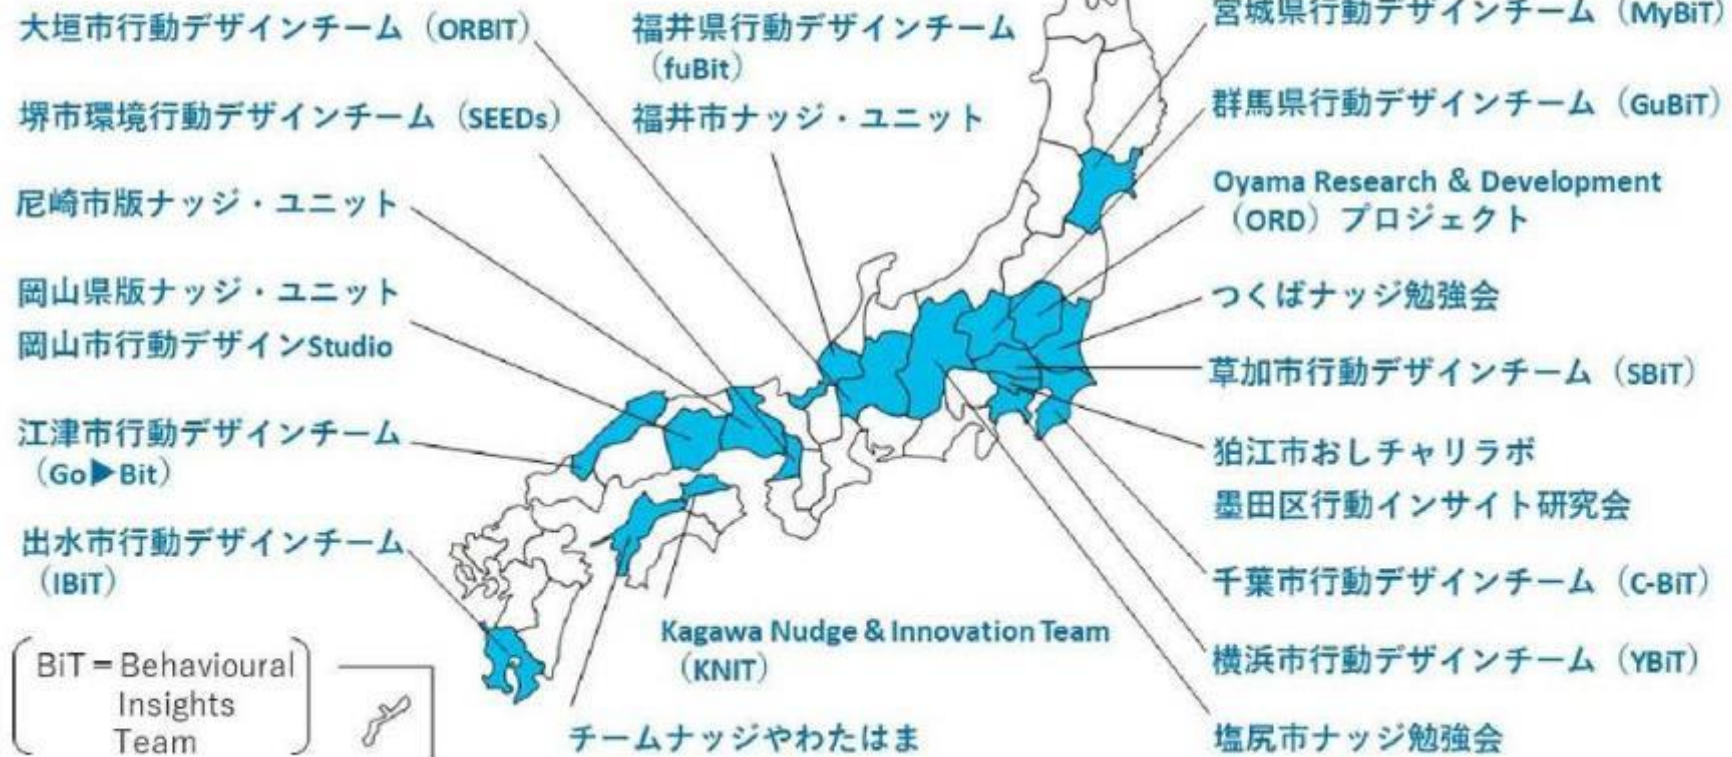 大垣市行動デザインチーム（ORBIT）
堺市環境行動デザインチーム（SEEDs）
尼崎市版ナッジ・ユニット
岡山県版ナッジ・ユニット
岡山市行動デザインStudio
江津市行動デザインチーム
（Go▶Bit）
出水市行動デザインチーム
（IBiT）
BiT＝Behavioural
Insights
Team
福井県行動デザインチーム
（fuBit）
福井市ナッジ・ユニット
Kagawa Nudge & Innovation Team
（KNIT）
チームナッジやわたはま
宮城県行動デザインチーム（MyBiT）
群馬県行動デザインチーム（GuBiT）
Oyama Research & Development
（ORD）プロジェクト
つくばナッジ勉強会
草加市行動デザインチーム（SBiT）
狛江市おしチャリラボ
墨田区行動インサイト研究会
千葉市行動デザインチーム（C-BiT）
横浜市行動デザインチーム（YBiT）
塩尻市ナッジ勉強会